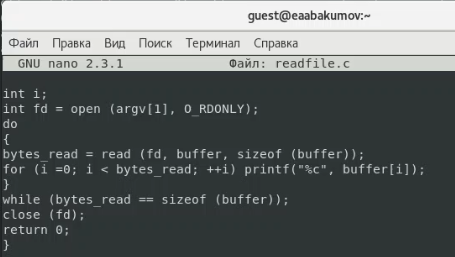 guest@eaabakumov:~
Файл Правка Вид Поиск Терминал Справка
GNU nano 2.3.1 Файл: readfile.c
int i;
int fd = open (argv[1], O_RDONLY);
do
{
bytes_read = read (fd, buffer, sizeof (buffer));
for (i =0; i < bytes_read; ++i) printf("%c", buffer[i]);
}
while (bytes_read == sizeof (buffer));
close (fd);
return 0;
}